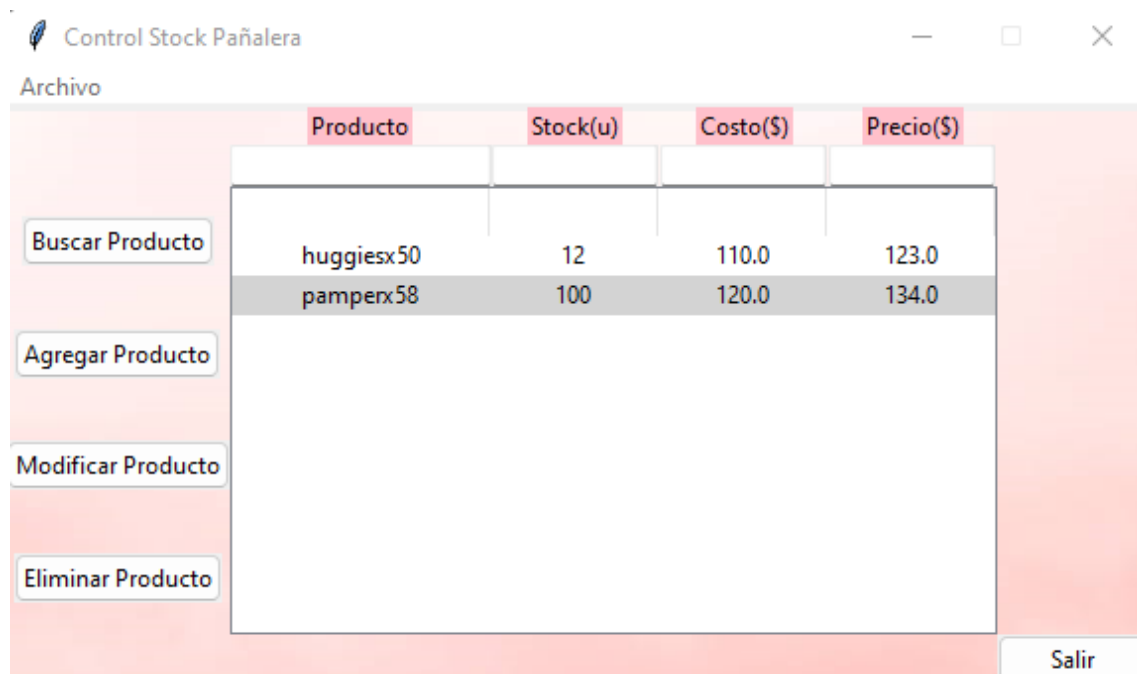 Control Stock Pañalera
Archivo
Producto Stock(u) Costo($) Precio($)
Buscar Producto
huggiesx50 12 110.0 123.0
pamperx58 100 120.0 134.0
Agregar Producto
Modificar Producto
Eliminar Producto
Salir